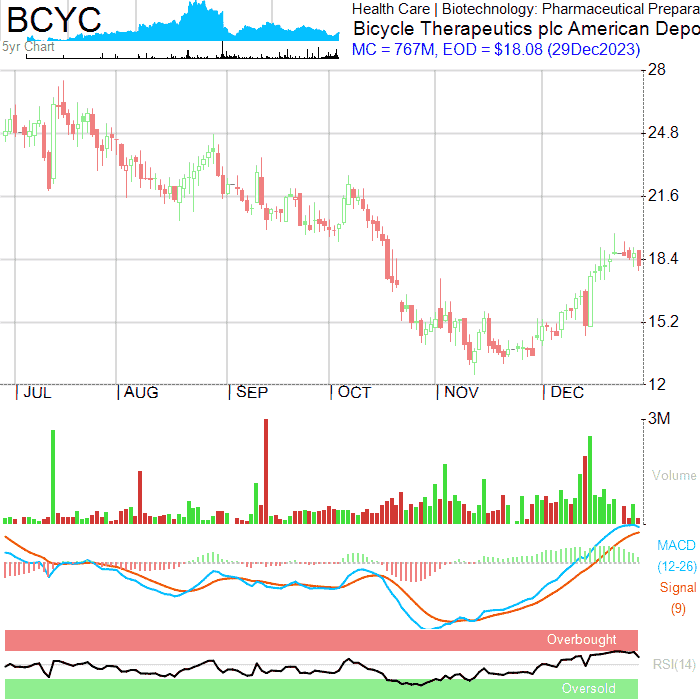 BCYC
5yr Chart
Health Care | Biotechnology: Pharmaceutical Prepara
Bicycle Therapeutics plc American Depo
MC = 767M, EOD = $18.08 (29Dec2023)
28
24.8
21.6
18.4
15.2
12
JUL
AUG
SEP
OCT
NOV
DEC
3M
Volume
MACD
(12-26)
Signal
(9)
Overbought
RSI(14)
Oversold